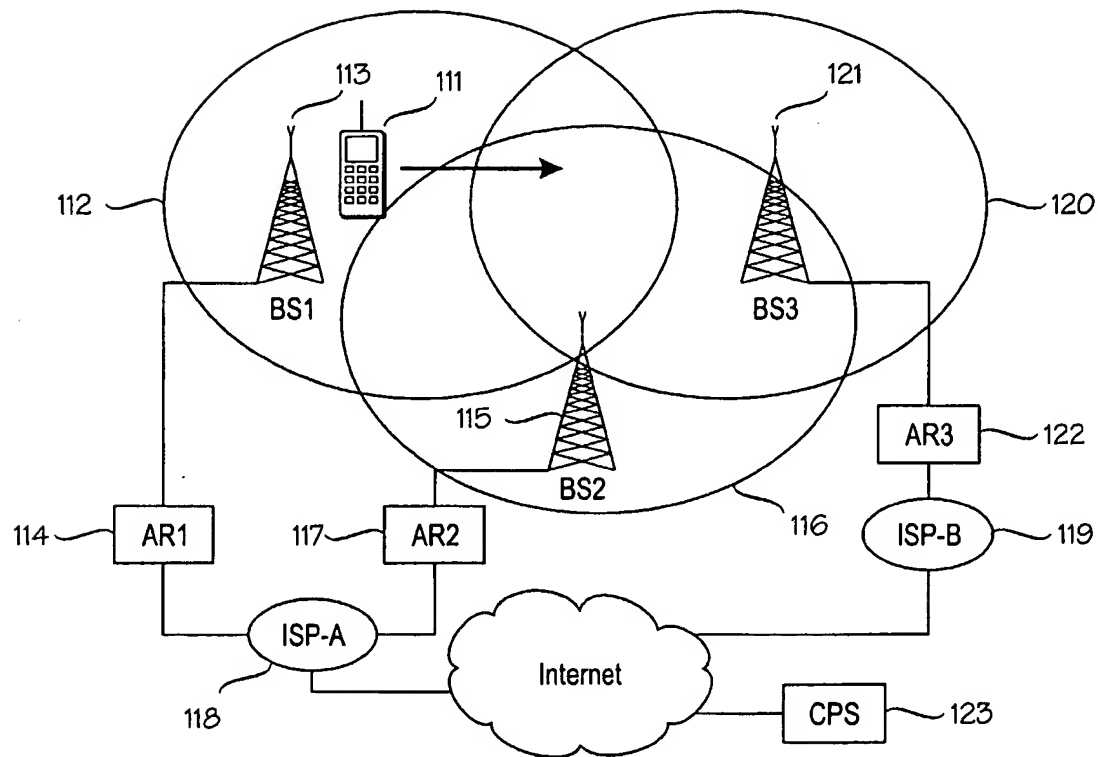 113
111
121
112
120
BS1
BS3
115
AR3
122
BS2
116
114
AR1
117
AR2
ISP-B
119
ISP-A
Internet
118
CPS
123